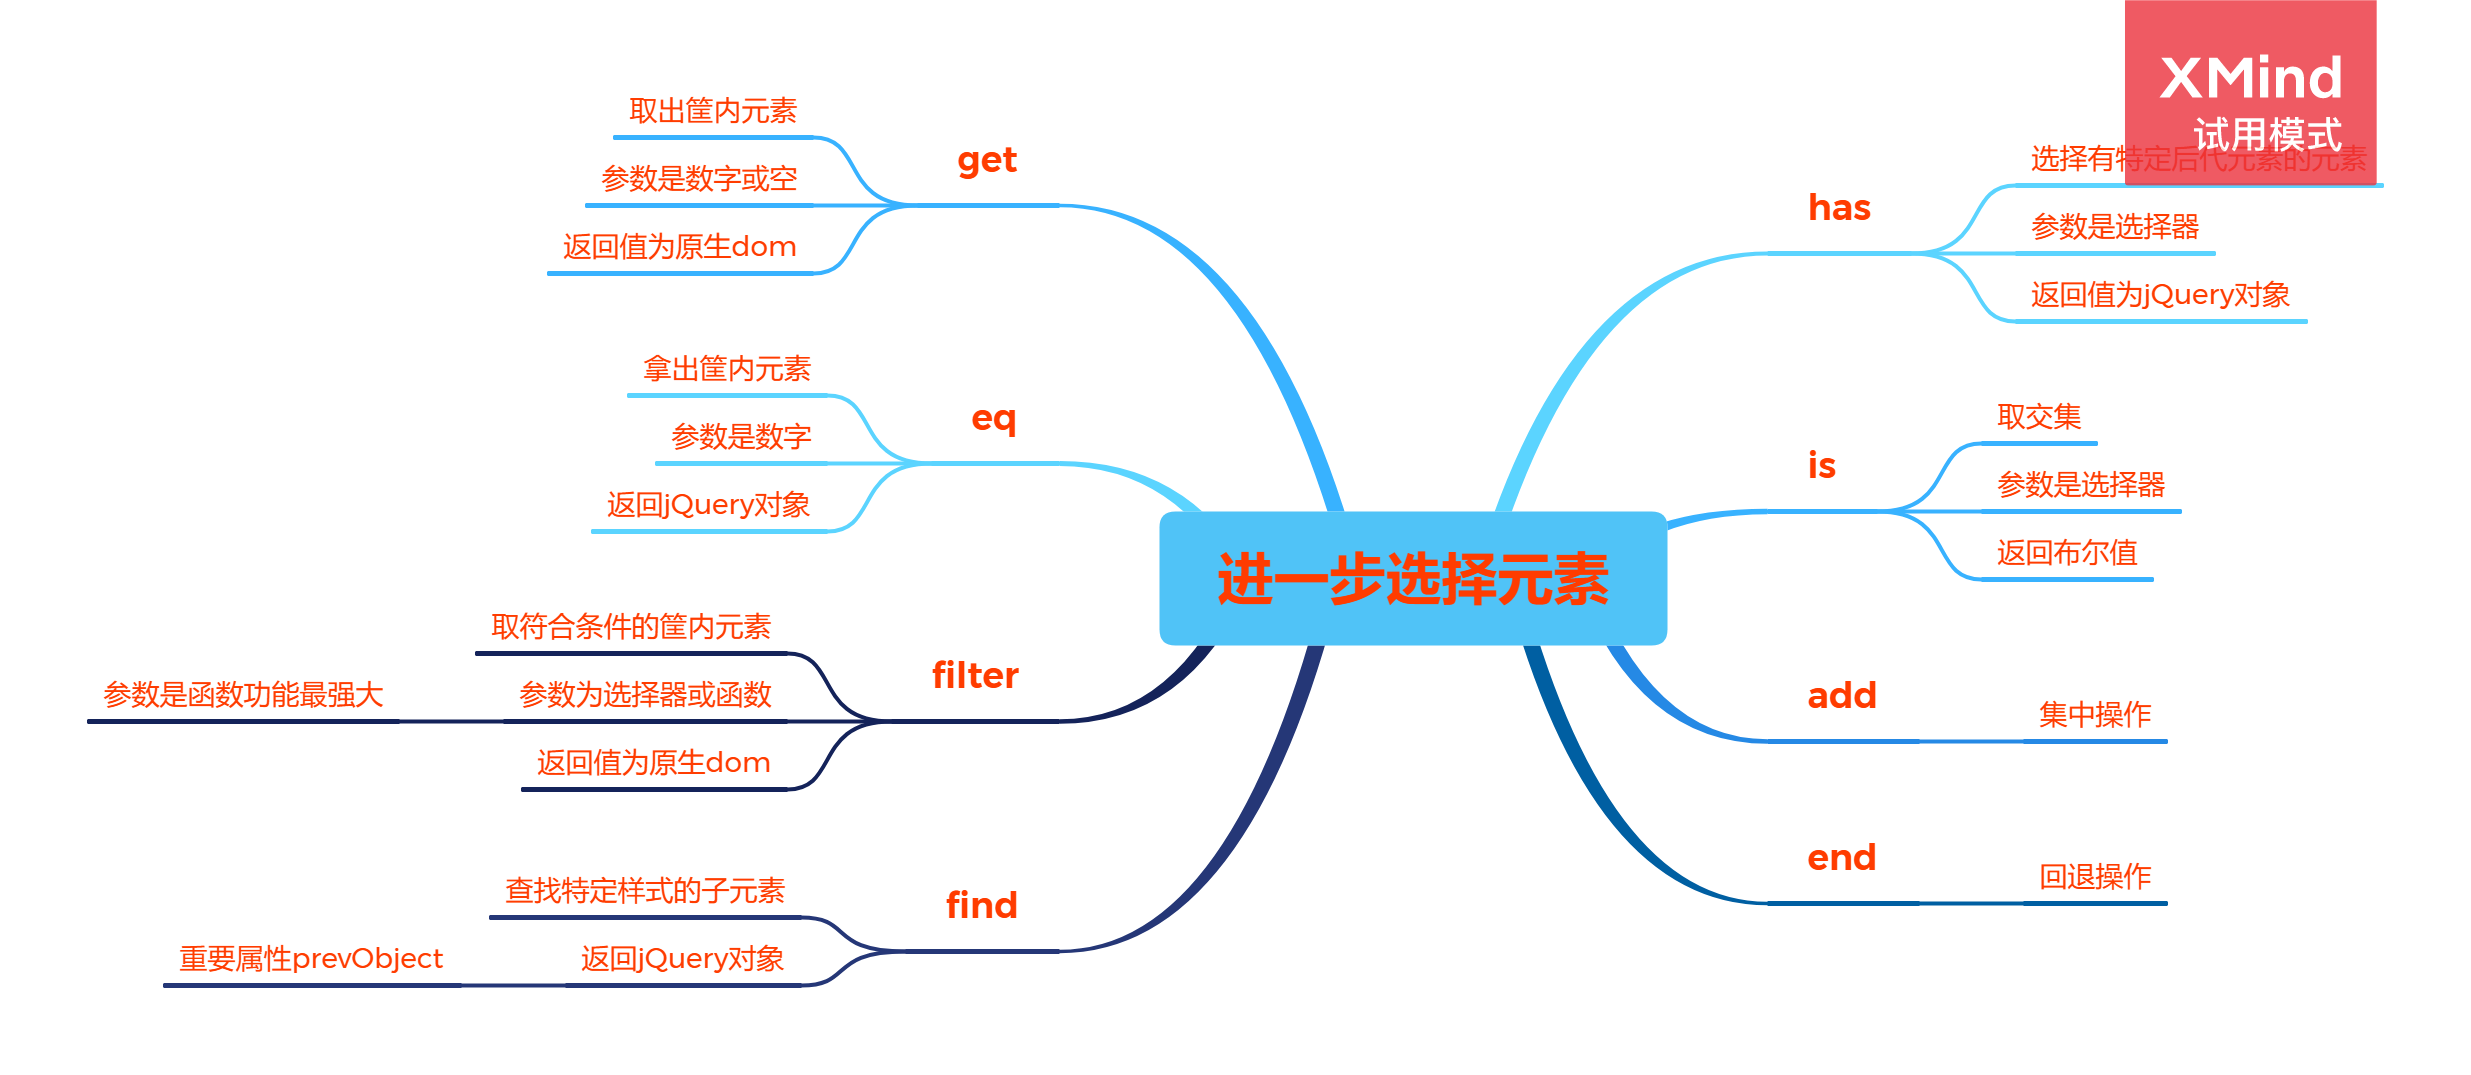 XMind
试用模式
进一步选择元素
get
取出筐内元素
参数是数字或空
返回值为原生dom
eq
拿出筐内元素
参数是数字
返回jQuery对象
filter
取符合条件的筐内元素
参数为选择器或函数
参数是函数功能最强大
返回值为原生dom
find
查找特定样式的子元素
返回jQuery对象
重要属性prevObject
has
选择有特定后代元素的元素
参数是选择器
返回值为jQuery对象
is
取交集
参数是选择器
返回布尔值
add
集中操作
end
回退操作